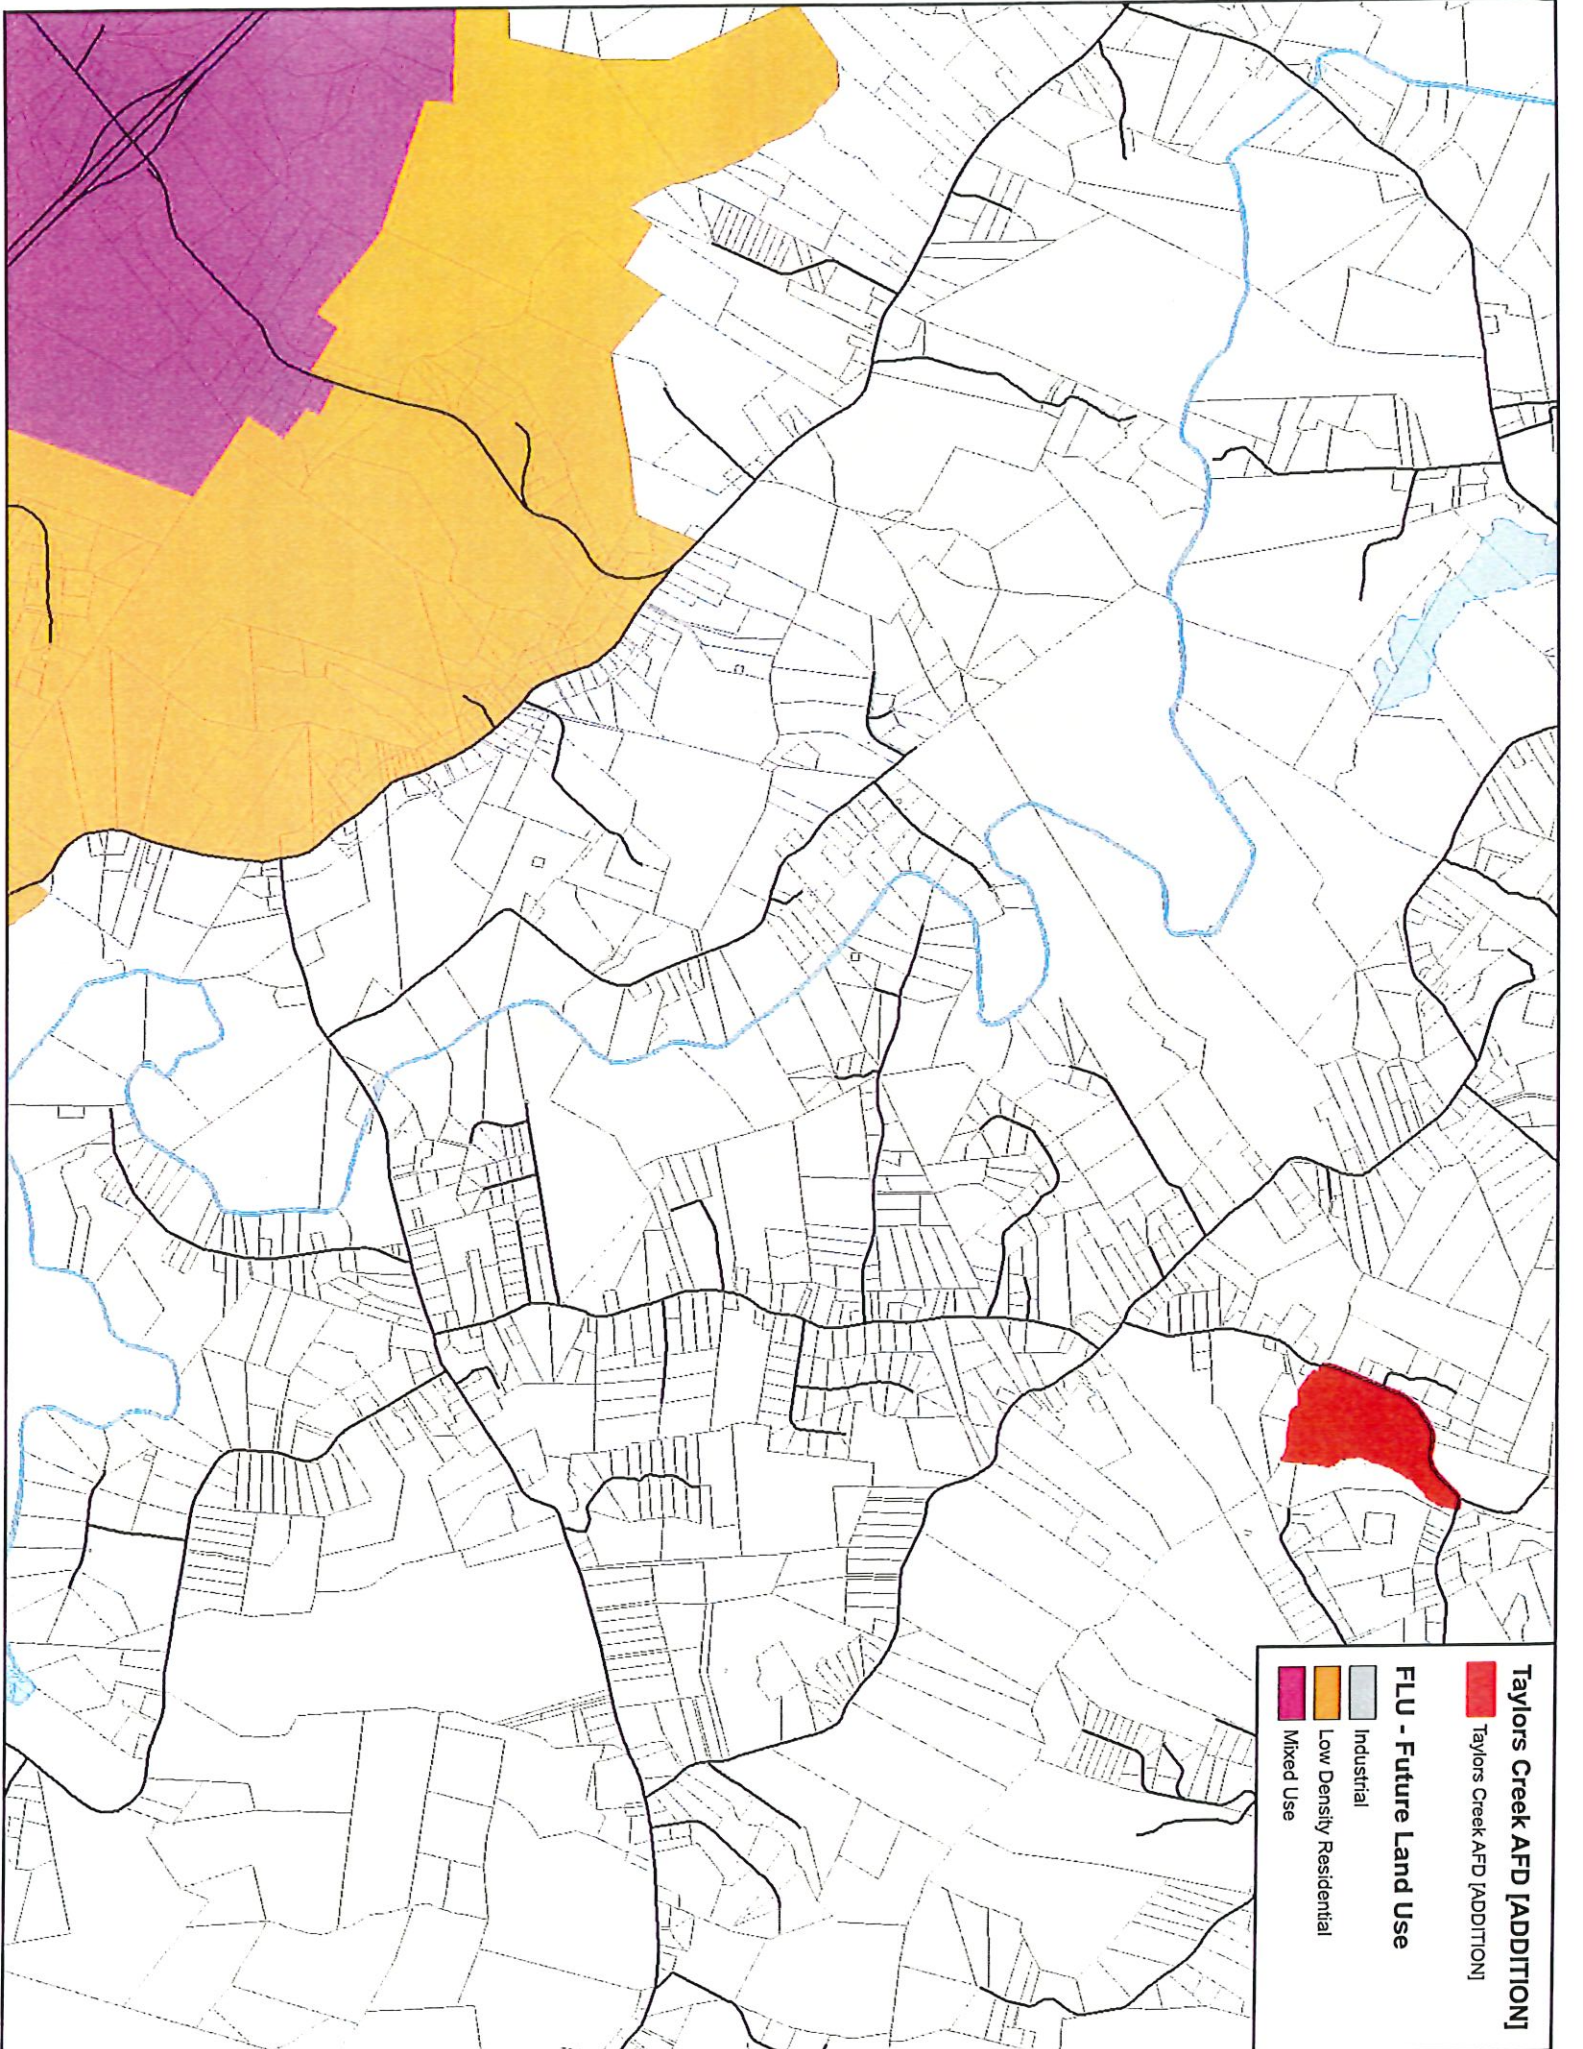 Taylors Creek AFD [ADDITION]
Taylors Creek AFD [ADDITION]
FLU - Future Land Use
Industrial
Low Density Residential
Mixed Use